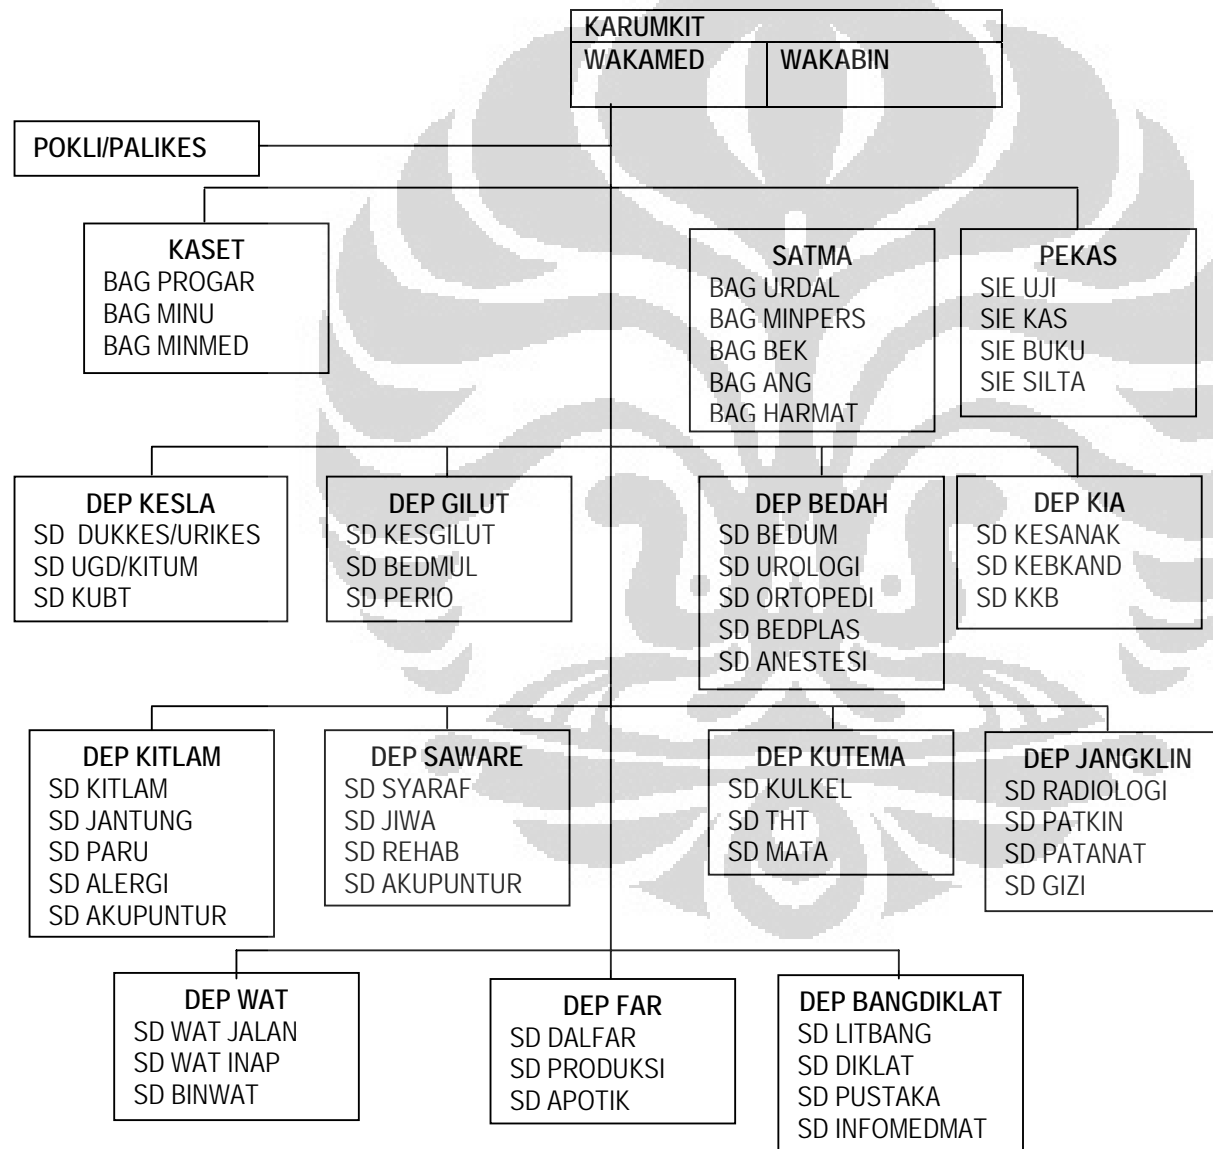 KARUMKIT
WAKAMED
WAKABIN
POKLI/PALIKES
KASET
BAG PROGAR
BAG MINU
BAG MINMED
SATMA
BAG URDAL
BAG MINPERS
BAG BEK
BAG ANG
BAG HARMAT
PEKAS
SIE UJI
SIE KAS
SIE BUKU
SIE SILTA
DEP KESLA
SD DUKKES/URIKES
SD UGD/KITUM
SD KUBT
DEP GILUT
SD KESGILUT
SD BEDMUL
SD PERIO
DEP BEDAH
SD BEDUM
SD UROLOGI
SD ORTOPEDI
SD BEDPLAS
SD ANESTESI
DEP KIA
SD KESANAK
SD KEBKAND
SD KKB
DEP KITLAM
SD KITLAM
SD JANTUNG
SD PARU
SD ALERGI
SD AKUPUNTUR
DEP SAWARE
SD SYARAF
SD JIWA
SD REHAB
SD AKUPUNTUR
DEP KUTEMA
SD KULKEL
SD THT
SD MATA
DEP JANGKLIN
SD RADIOLOGI
SD PATKIN
SD PATANAT
SD GIZI
DEP WAT
SD WAT JALAN
SD WAT INAP
SD BINWAT
DEP FAR
SD DALFAR
SD PRODUKSI
SD APOTIK
DEP BANGDIKLAT
SD LITBANG
SD DIKLAT
SD PUSTAKA
SD INFOMEDMAT